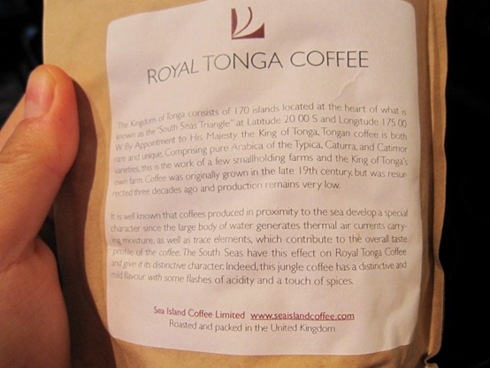 ROYAL TONGA COFFEE
The Kingdom of Tonga consists of 170 islands located at the heart of what is
known as the "South Seas Triangle" at Latitude 20 00 S and Longitude 175 00
W. By Appointment to His Majesty the King of Tonga, Tongan coffee is both
rare and unique. Comprising pure Arabica of the Typica, Caturra, and Catimor
varieties, this is the work of a few smallholding farms and the King of Tonga's
own farm. Coffee was originally grown in the late 19th century, but was resur-
rected three decades ago and production remains very low.
It is well known that coffees produced in proximity to the sea develop a special
character since the large body of water generates thermal air currents carry-
ing moisture, as well as trace elements, which contribute to the overall taste
profile of the coffee. The South Seas have this effect on Royal Tonga Coffee
and give it its distinctive character. Indeed, this jungle coffee has a distinctive and
mild flavour with some flashes of acidity and a touch of spices.
Sea Island Coffee Limited www.seaislandcoffee.com
Roasted and packed in the United Kingdom